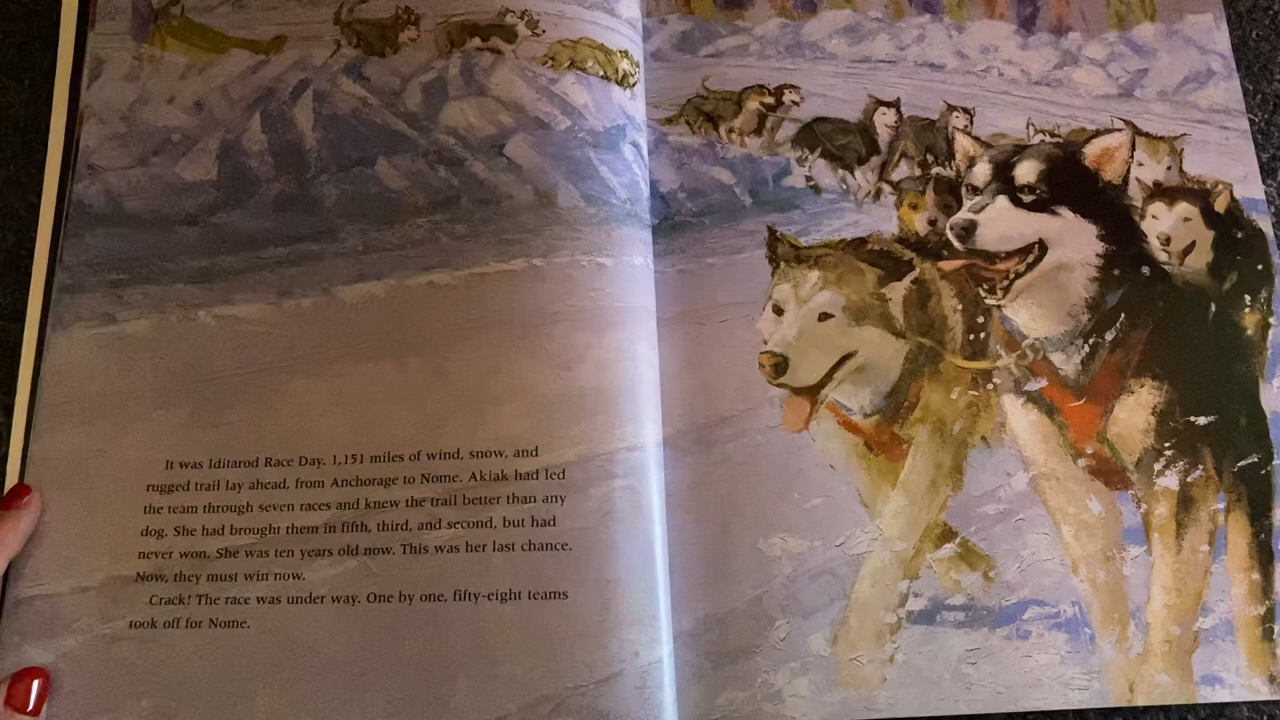 It was Iditarod Race Day. 1,151 miles of wind, snow, and
rugged trail lay ahead, from Anchorage to Nome. Akiak had led
the team through seven races and knew the trail better than any
dog. She had brought them in fifth, third, and second, but had
never won. She was ten years old now. This was her last chance.
Now, they must win now.
Crack! The race was under way. One by one, fifty-eight teams
took off for Nome.